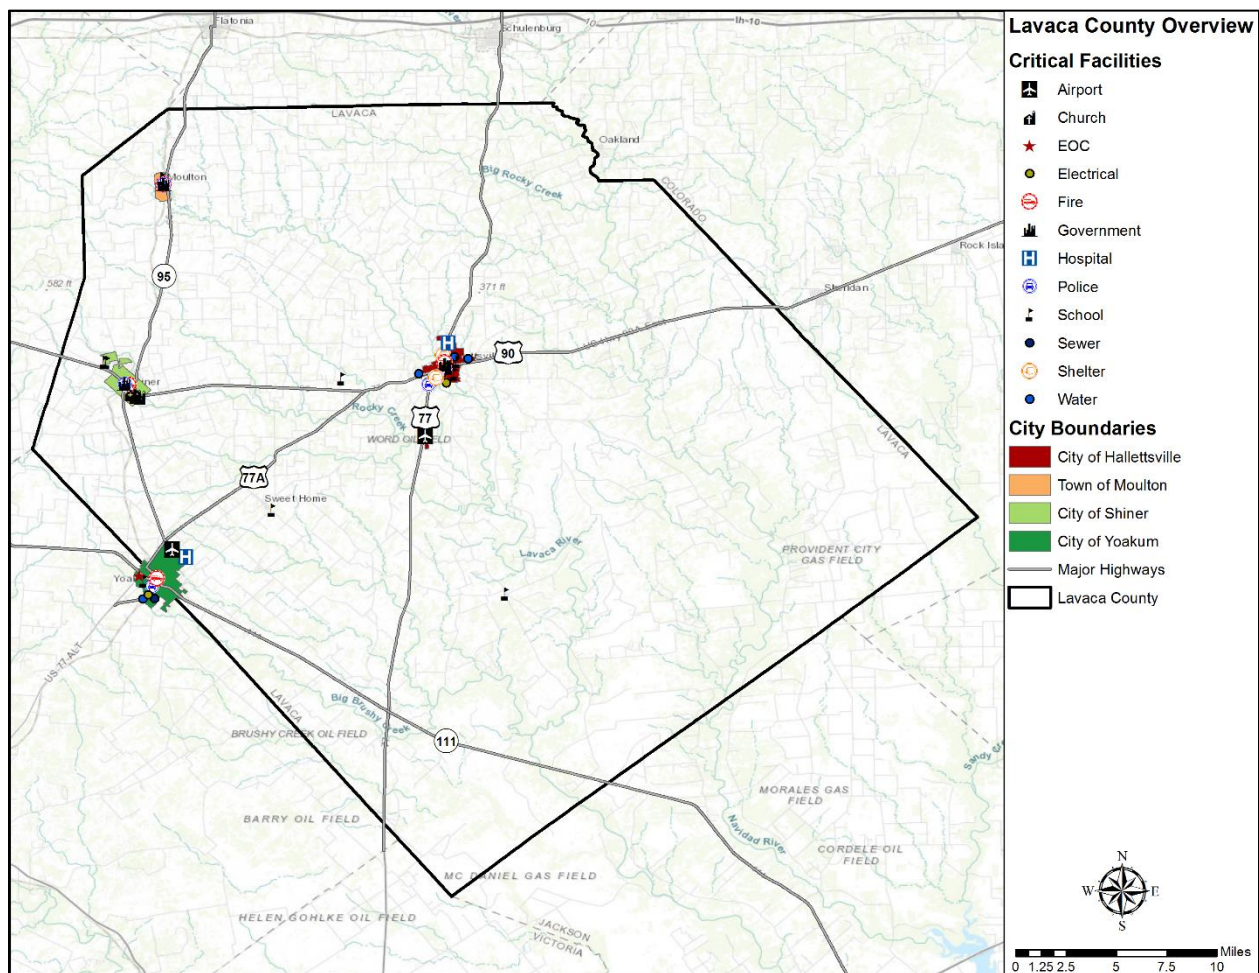 Flatonia
Schulenburg
Ih-10
10
LAVACA
Oakland
Moulton
Big Rocky Creek
COLORADO
Rock Isla
95
582 ft
371 ft
Sheridan
90
77
Rocky Creek
WORD OIL FIELD
LAVACA
77A
Sweet Home
Lavaca River
PROVIDENT CITY
GAS FIELD
US-77-ALT
LAVACA
Big Brushy Creek
BRUSHY CREEK OIL FIELD
111
Sandy C
MORALES GAS
FIELD
BARRY OIL FIELD
Navidad River
CORDELE OIL
FIELD
MC DANIEL GAS FIELD
HELEN GOHLKE OIL FIELD
JACKSON
VICTORIA
Lavaca County Overview
Critical Facilities
Airport
Church
EOC
Electrical
Fire
Government
H Hospital
Police
School
Sewer
Shelter
Water
City Boundaries
City of Hallettsville
Town of Moulton
City of Shiner
City of Yoakum
Major Highways
Lavaca County
N
W E
S
Miles
0 1.25 2.5 5 7.5 10